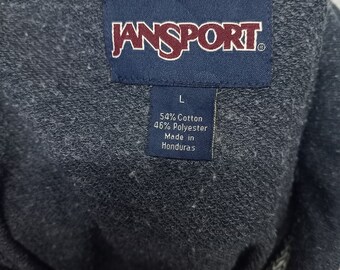 JANSPORT®
L
54% Cotton
46% Polyester
Made in
Honduras